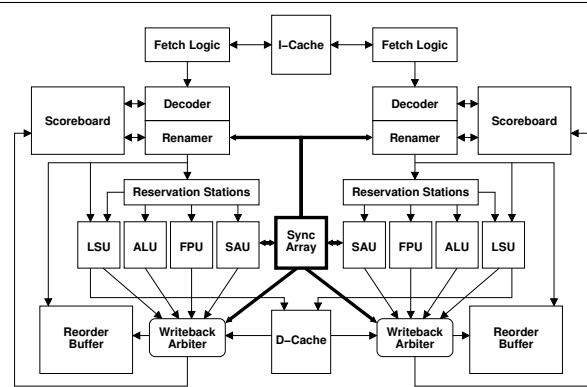 Fetch Logic
I-Cache
Fetch Logic
Scoreboard
Decoder
Renamer
Decoder
Renamer
Scoreboard
Reservation Stations
Reservation Stations
LSU
ALU
FPU
SAU
Sync
Array
SAU
FPU
ALU
LSU
Reorder
Buffer
Writeback
Arbiter
D-Cache
Writeback
Arbiter
Reorder
Buffer